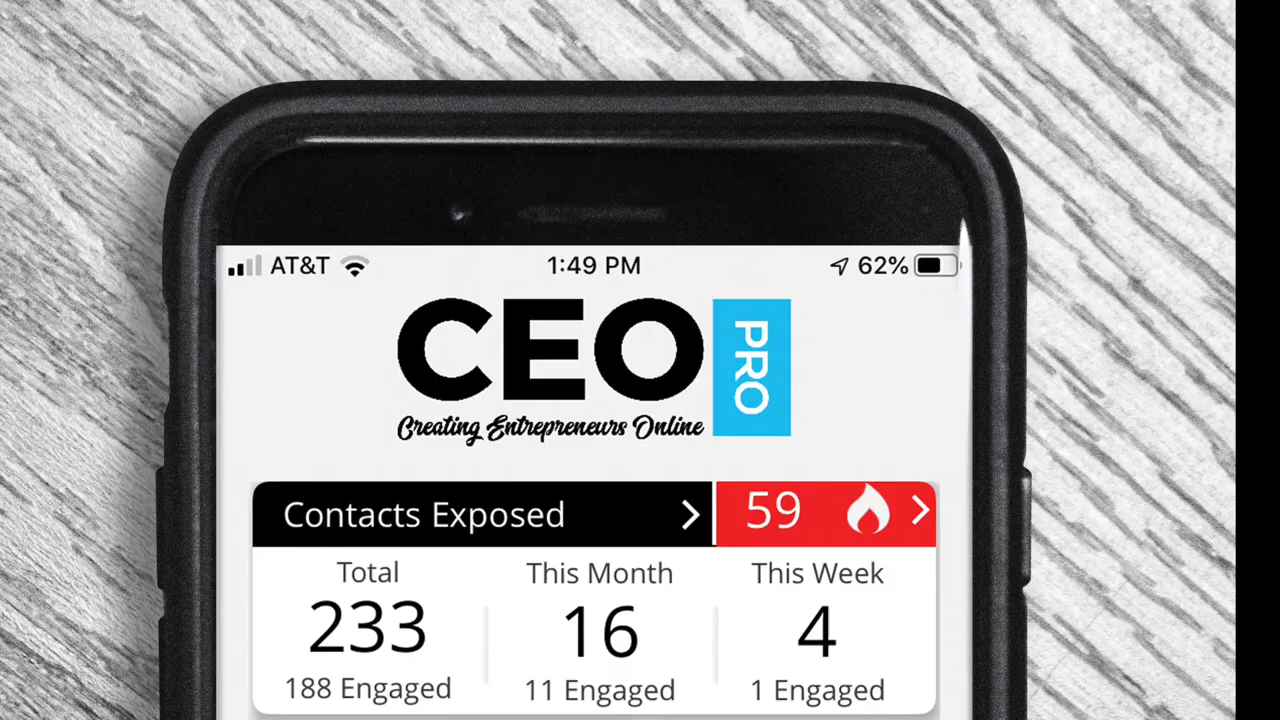 AT&T 1:49 PM 62%
CEO PRO
Creating Entrepreneurs Online
Contacts Exposed 59
Total This Month This Week
233 16 4
188 Engaged 11 Engaged 1 Engaged